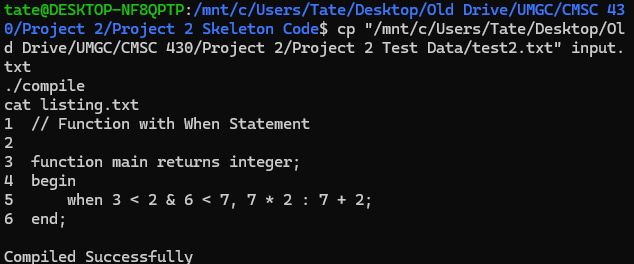 tate@DESKTOP-NF8QPTP:/mnt/c/Users/Tate/Desktop/Old Drive/UMGC/CMSC 43
0/Project 2/Project 2 Skeleton Code$ cp "/mnt/c/Users/Tate/Desktop/Ol
d Drive/UMGC/CMSC 430/Project 2/Project 2 Test Data/test2.txt" input.
txt
./compile
cat listing.txt
1  // Function with When Statement
2
3  function main returns integer;
4  begin
5      when 3 < 2 & 6 < 7, 7 * 2 : 7 + 2;
6  end;

Compiled Successfully